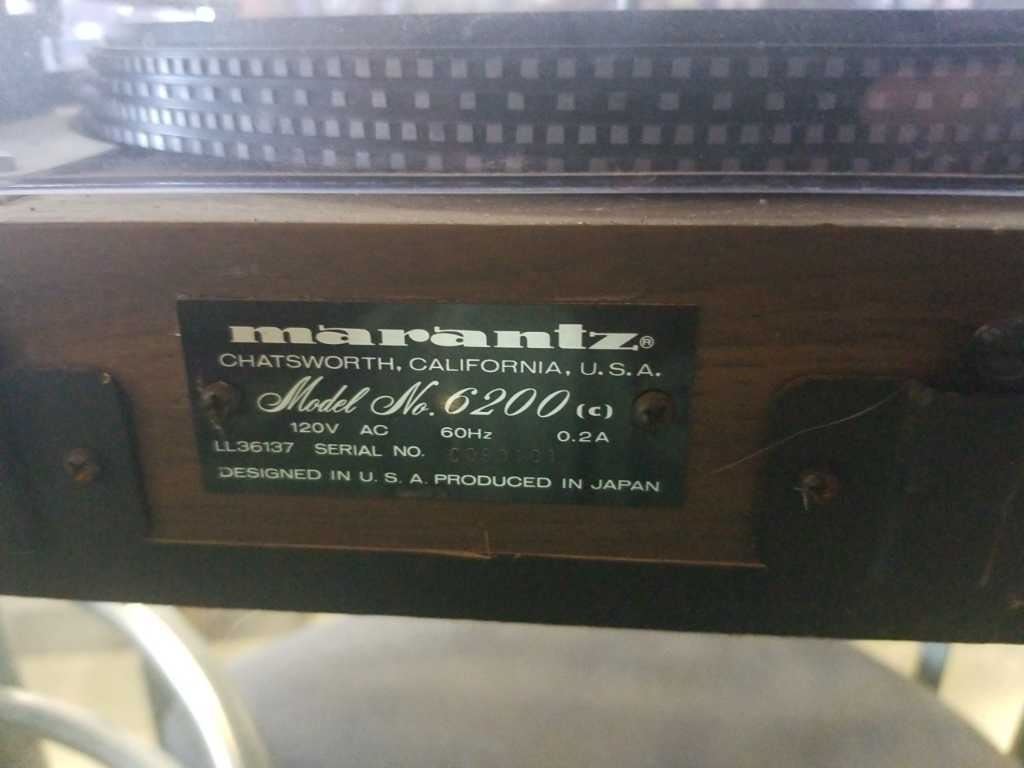 marantz®
CHATSWORTH, CALIFORNIA, U.S.A.
Model No. 6200 (c)
120V AC 60Hz 0.2A
LL36137 SERIAL NO.
DESIGNED IN U.S.A. PRODUCED IN JAPAN